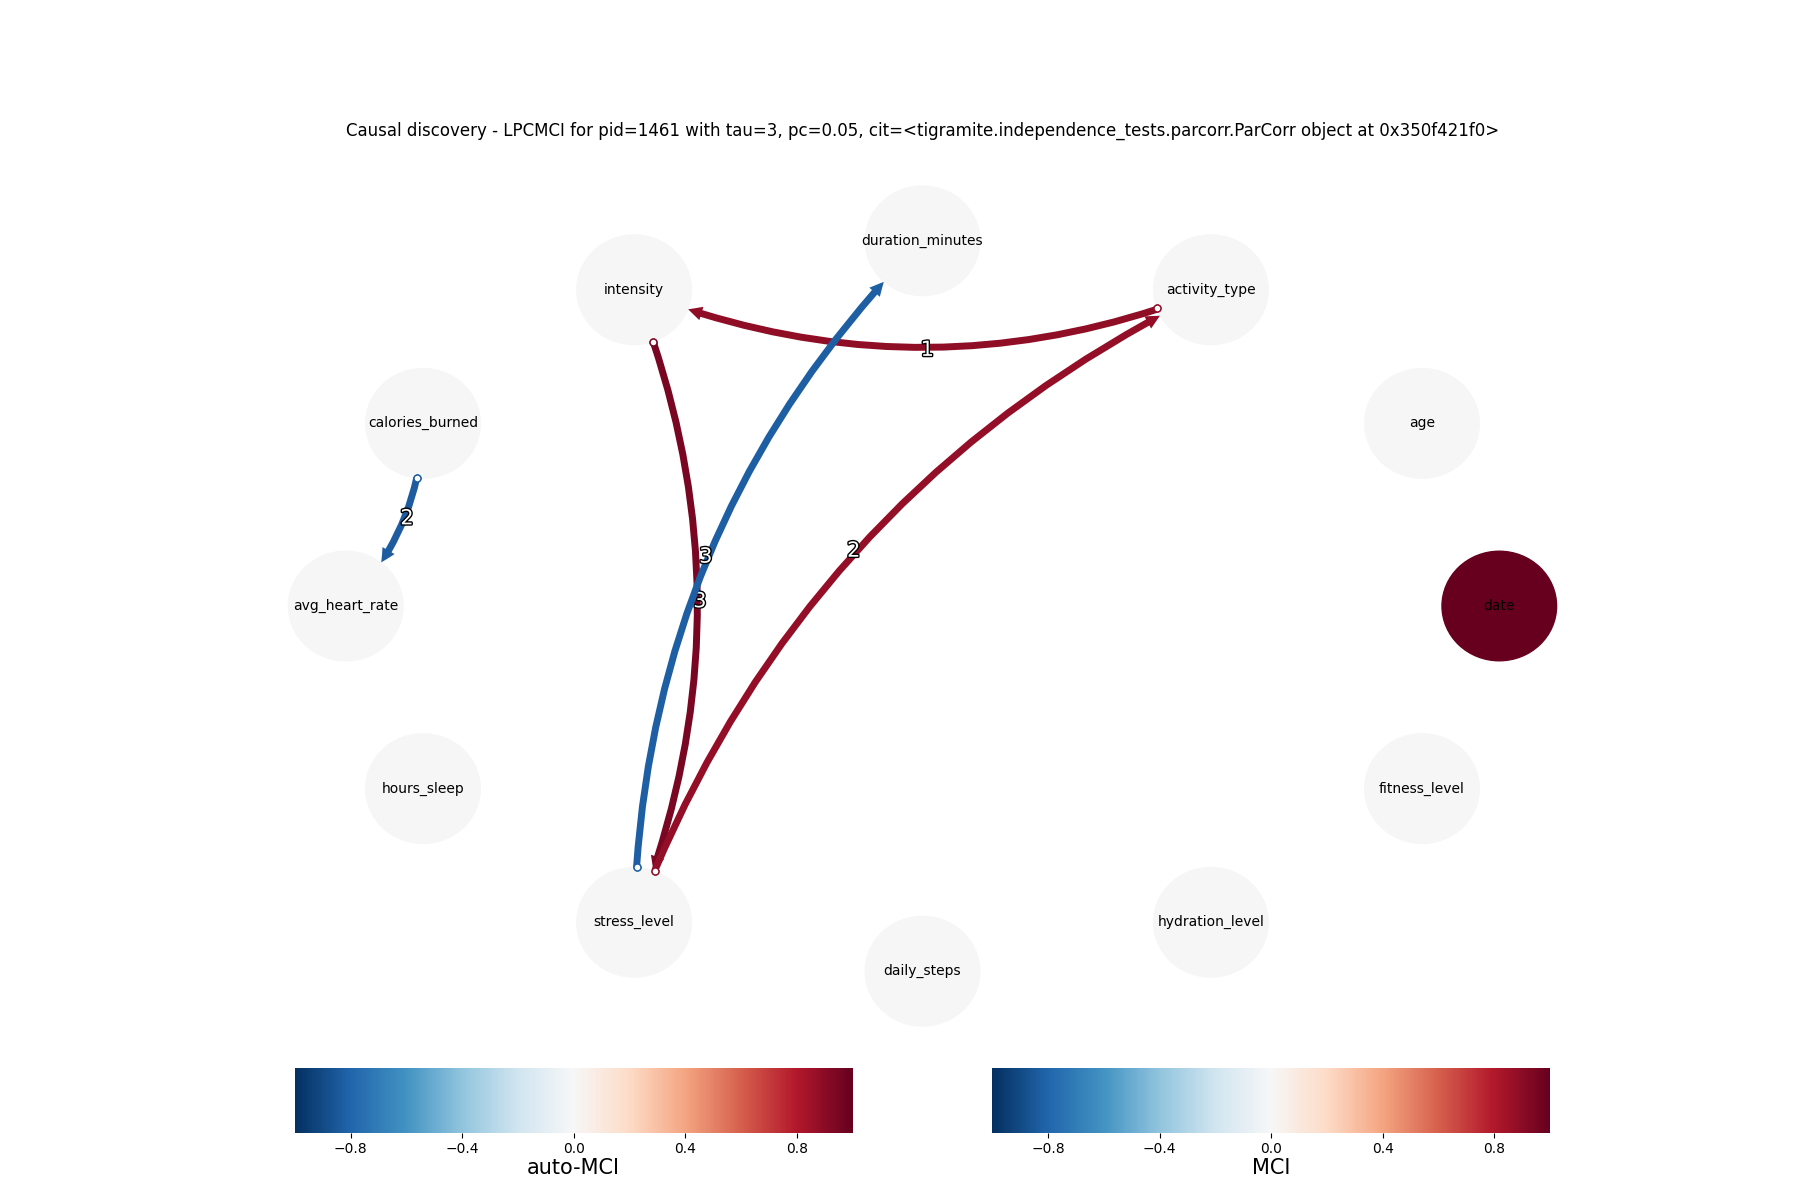 Causal discovery - LPCMCI for pid=1461 with tau=3, pc=0.05, cit=<tigramite.independence_tests.parcorr.ParCorr object at 0x350f421f0>
duration_minutes
intensity
activity_type
1
calories_burned
age
2
3
2
3
avg_heart_rate
date
hours_sleep
fitness_level
stress_level
hydration_level
daily_steps
−0.8 −0.4 0.0 0.4 0.8
auto-MCI
−0.8 −0.4 0.0 0.4 0.8
MCI